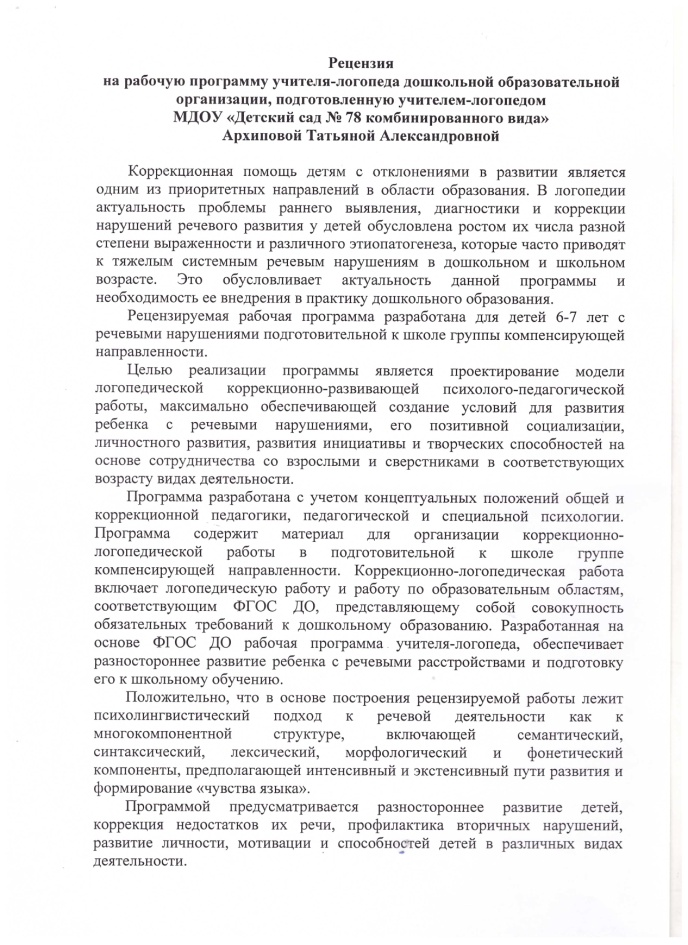 Рецензия
на рабочую программу учителя-логопеда дошкольной образовательной
организации, подготовленную учителем-логопедом
МДОУ «Детский сад № 78 комбинированного вида»
Архиповой Татьяной Александровной
Коррекционная помощь детям с отклонениями в развитии является
одним из приоритетных направлений в области образования. В логопедии
актуальность проблемы раннего выявления, диагностики и коррекции
нарушений речевого развития у детей обусловлена ростом их числа разной
степени выраженности и различного этиопатогенеза, которые часто приводят
к тяжелым системным речевым нарушениям в дошкольном и школьном
возрасте. Это обусловливает актуальность данной программы и
необходимость ее внедрения в практику дошкольного образования.
Рецензируемая рабочая программа разработана для детей 6-7 лет с
речевыми нарушениями подготовительной к школе группы компенсирующей
направленности.
Целью реализации программы является проектирование модели
логопедической коррекционно-развивающей психолого-педагогической
работы, максимально обеспечивающей создание условий для развития
ребенка с речевыми нарушениями, его позитивной социализации,
личностного развития, развития инициативы и творческих способностей на
основе сотрудничества со взрослыми и сверстниками в соответствующих
возрасту видах деятельности.
Программа разработана с учетом концептуальных положений общей и
коррекционной педагогики, педагогической и специальной психологии.
Программа содержит материал для организации коррекционно-
логопедической работы в подготовительной к школе группе
компенсирующей направленности. Коррекционно-логопедическая работа
включает логопедическую работу и работу по образовательным областям,
соответствующим ФГОС ДО, представляющему собой совокупность
обязательных требований к дошкольному образованию. Разработанная на
основе ФГОС ДО рабочая программа учителя-логопеда, обеспечивает
разностороннее развитие ребенка с речевыми расстройствами и подготовку
его к школьному обучению.
Положительно, что в основе построения рецензируемой работы лежит
психолингвистический подход к речевой деятельности как к
многокомпонентной структуре, включающей семантический,
синтаксический, лексический, морфологический и фонетический
компоненты, предполагающей интенсивный и экстенсивный пути развития и
формирование «чувства языка».
Программой предусматривается разностороннее развитие детей,
коррекция недостатков их речи, профилактика вторичных нарушений,
развитие личности, мотивации и способностей детей в различных видах
деятельности.